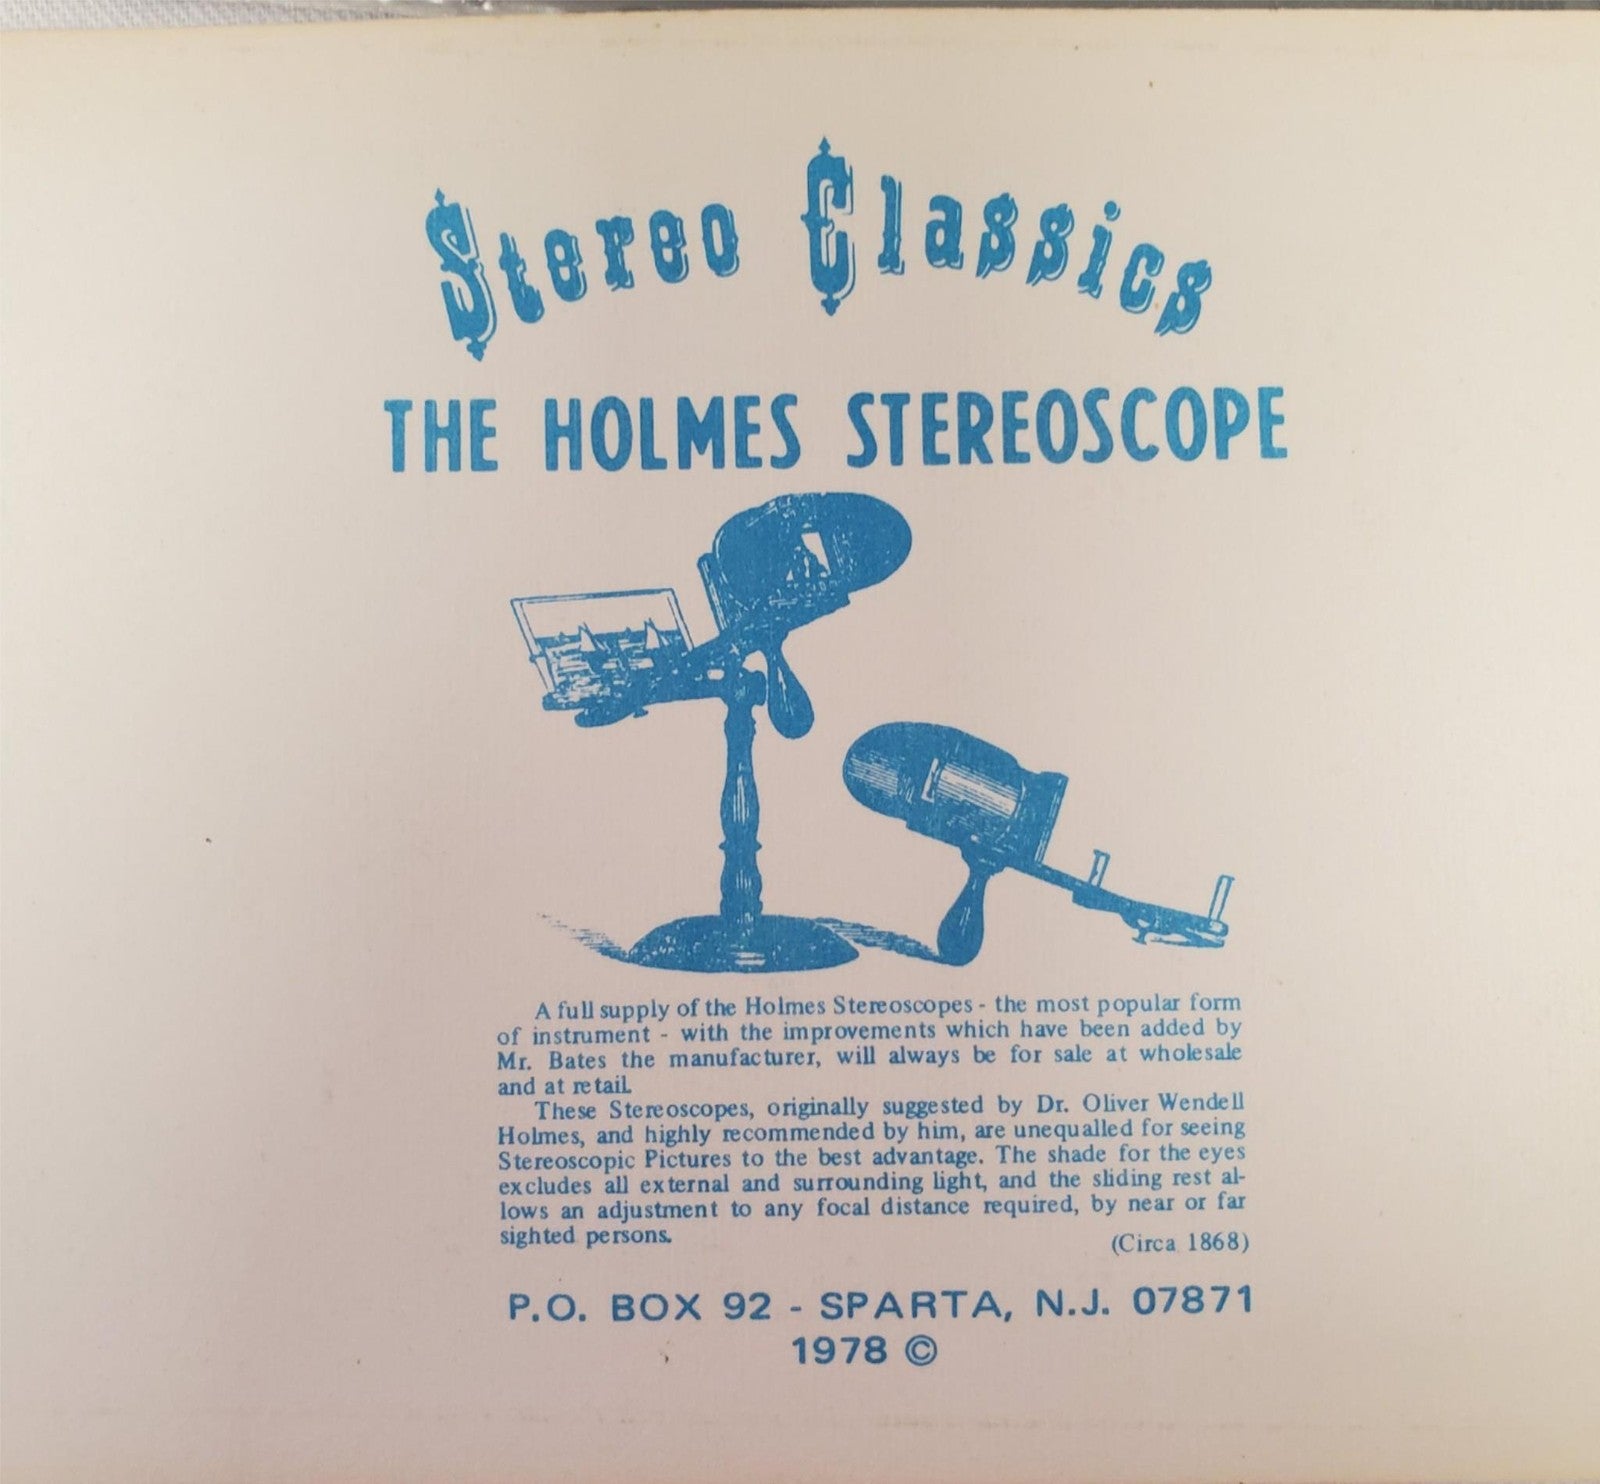 Stereo Classics
THE HOLMES STEREOSCOPE
A full supply of the Holmes Stereoscopes - the most popular form
of instrument - with the improvements which have been added by
Mr. Bates the manufacturer, will always be for sale at wholesale
and at retail.
These Stereoscopes, originally suggested by Dr. Oliver Wendell
Holmes, and highly recommended by him, are unequalled for seeing
Stereoscopic Pictures to the best advantage. The shade for the eyes
excludes all external and surrounding light, and the sliding rest al-
lows an adjustment to any focal distance required, by near or far
sighted persons.
(Circa 1868)
P.O. BOX 92 - SPARTA, N.J. 07871
1978 ©